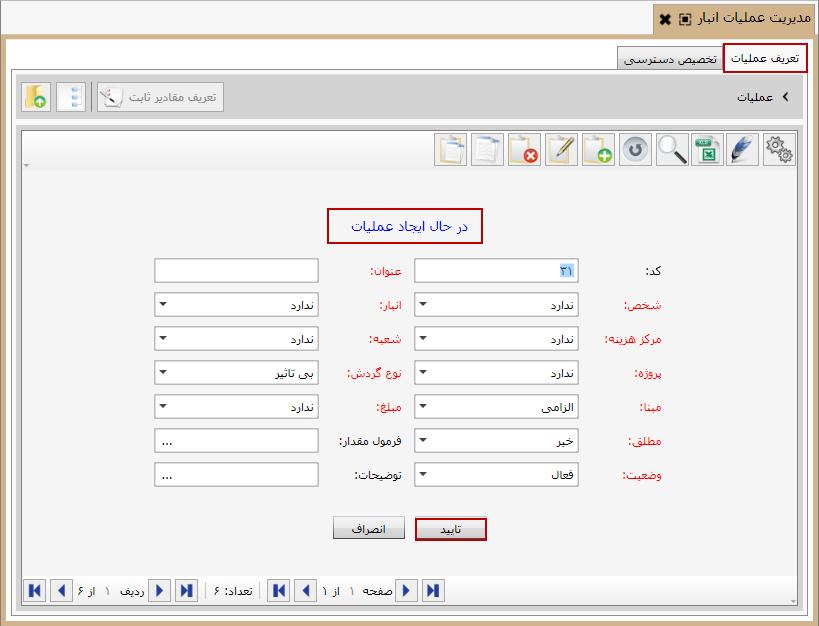 مدیریت عملیات انبار
تعریف عملیات تخصیص دسترسی
عملیات تعریف مقادیر ثابت
در حال ایجاد عملیات
کد: ۳۱ عنوان:
شخص: ندارد انبار: ندارد
مرکز هزینه: ندارد شعبه: ندارد
پروژه: ندارد نوع گردش: بی تاثیر
مبنا: الزامی مبلغ: ندارد
مطلق: خیر فرمول مقدار: ...
وضعیت: فعال توضیحات: ...
تایید انصراف
صفحه ۱ از ۱ تعداد: ۶ ردیف ۱ از ۶